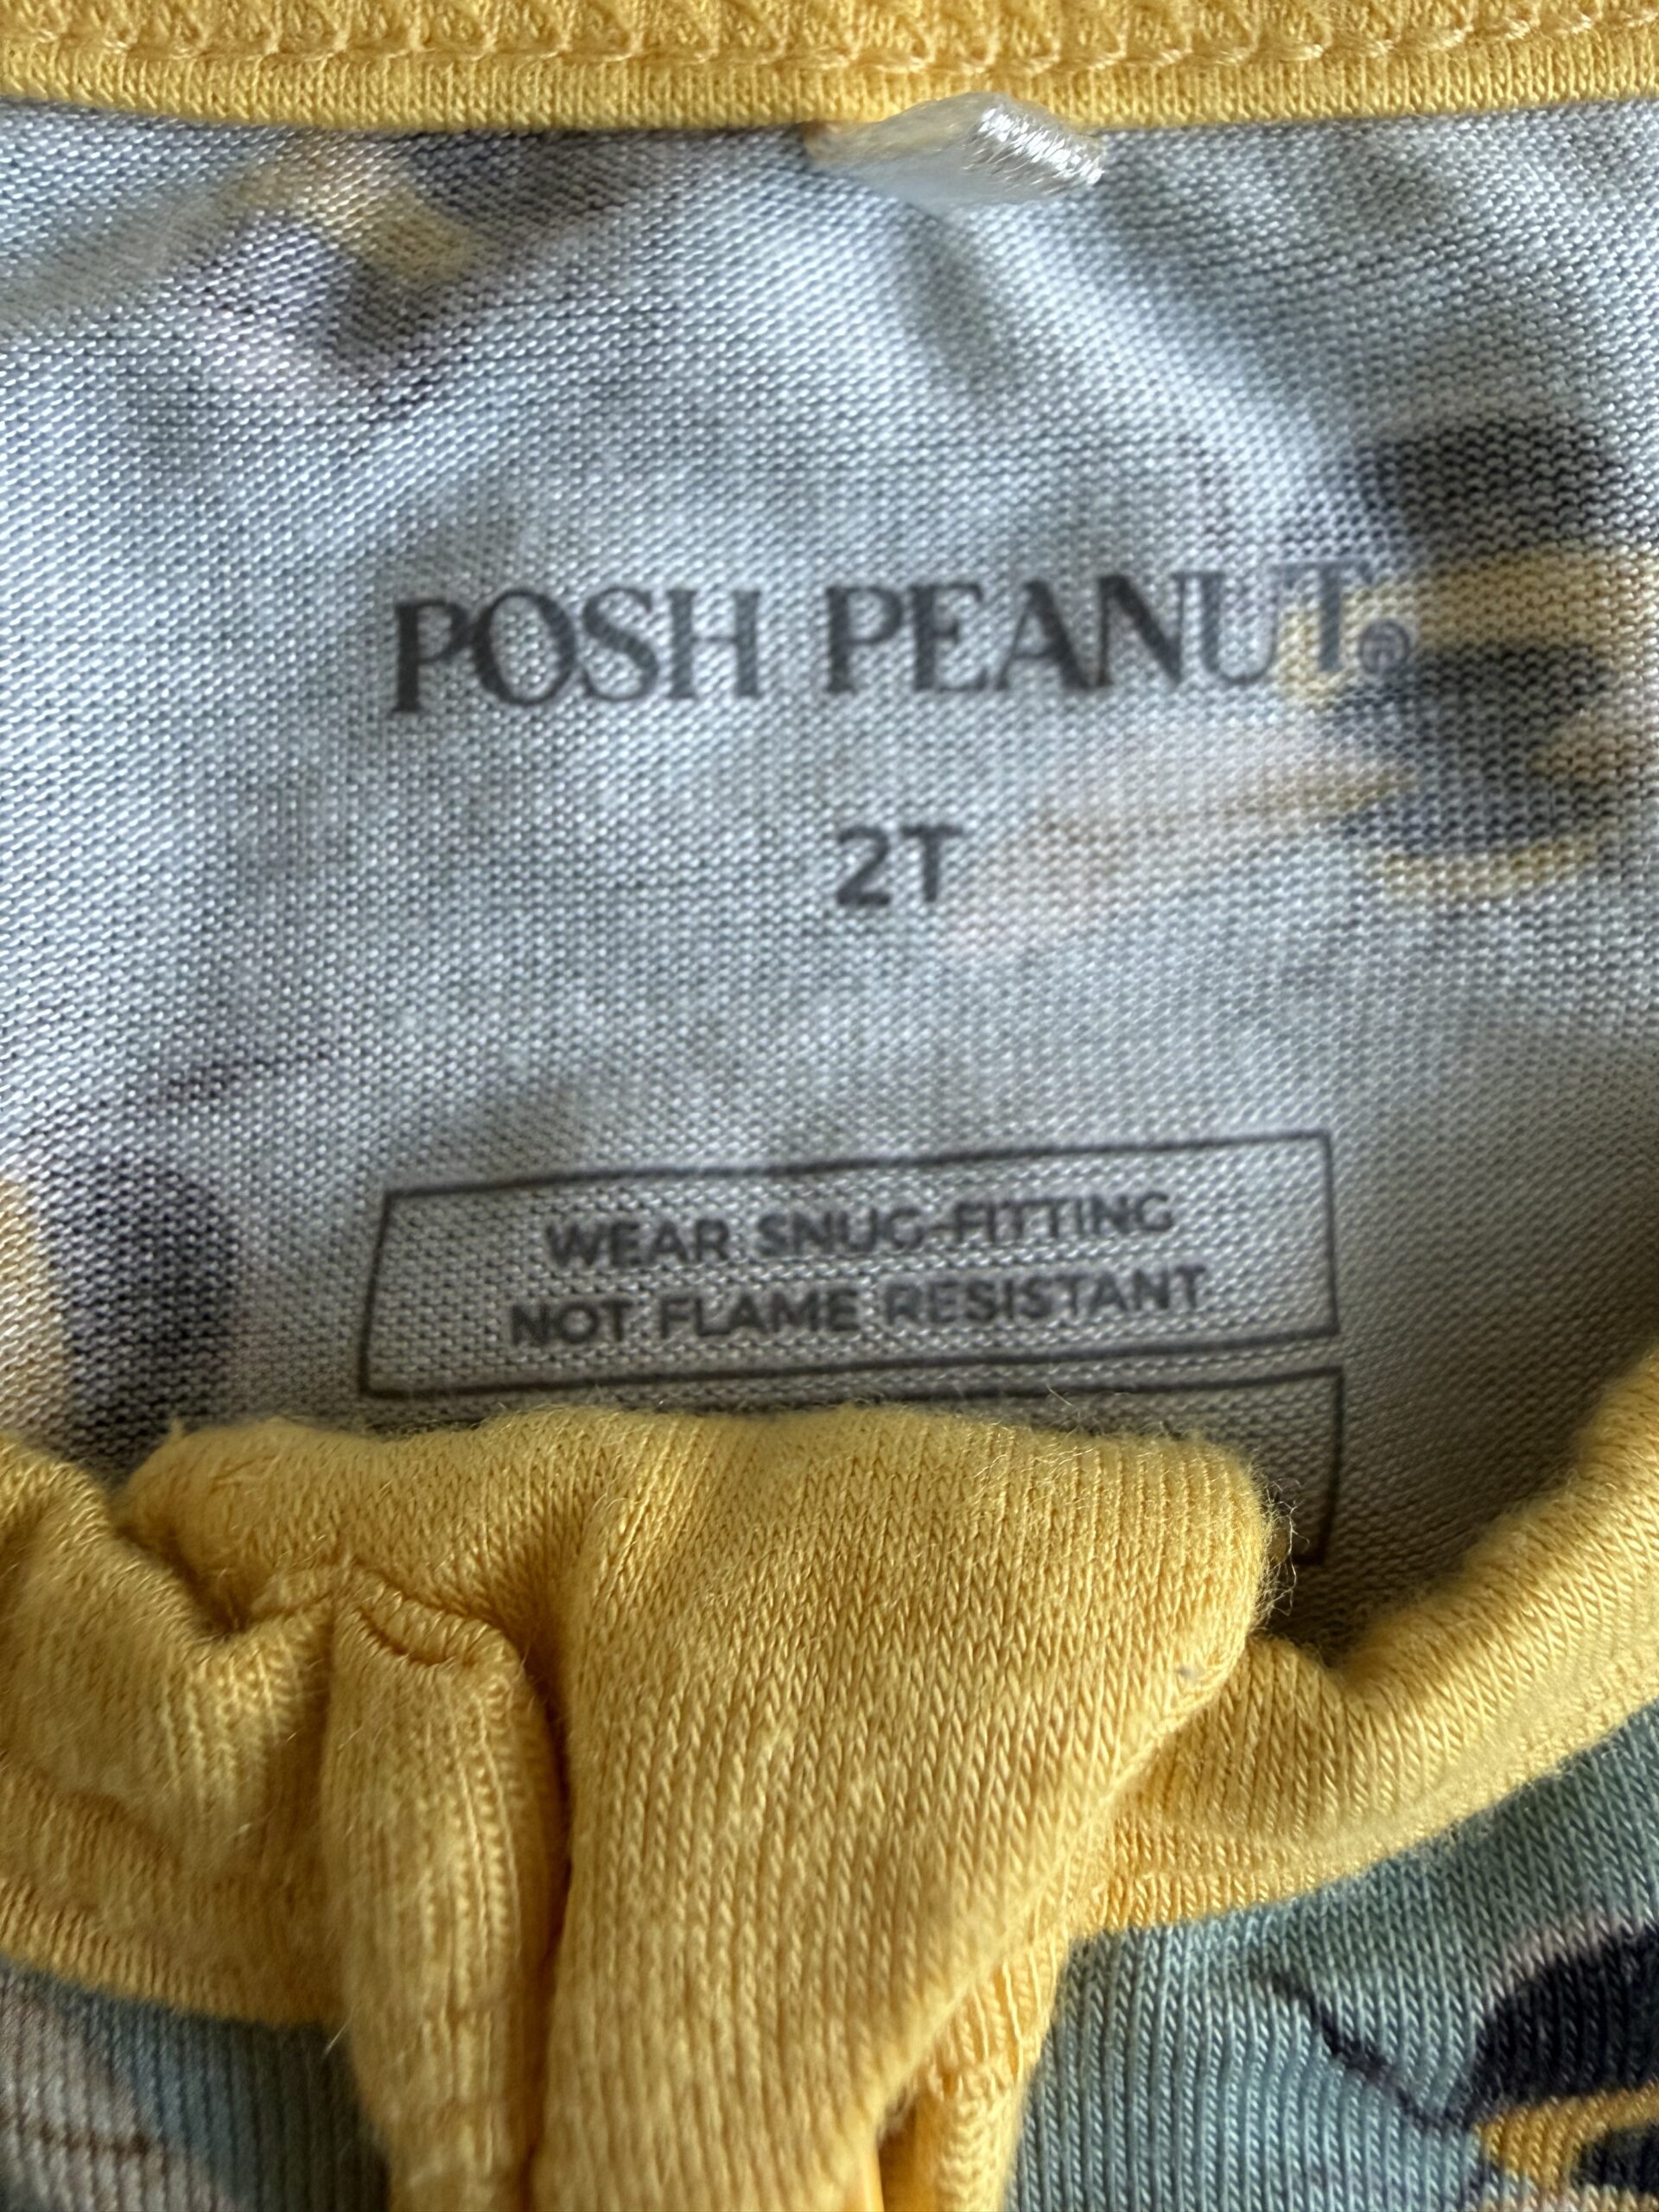 POSH PEANUT®
2T
WEAR SNUG-FITTING
NOT FLAME RESISTANT